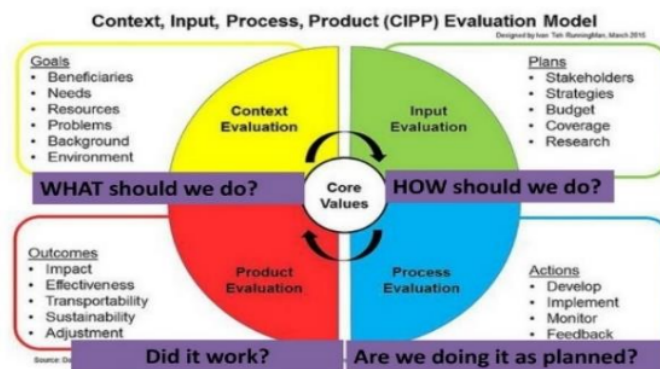 Context, Input, Process, Product (CIPP) Evaluation Model
Designed by Ivan Teh RunningMan, March 2015
Goals
• Beneficiaries
• Needs
• Resources
• Problems
• Background
• Environment
Context
Evaluation
Input
Evaluation
Plans
• Stakeholders
• Strategies
• Budget
• Coverage
• Research
WHAT should we do?
Core
Values
HOW should we do?
Outcomes
• Impact
• Effectiveness
• Transportability
• Sustainability
• Adjustment
Product
Evaluation
Process
Evaluation
Actions
• Develop
• Implement
• Monitor
• Feedback
Source:
Did it work?
Are we doing it as planned?